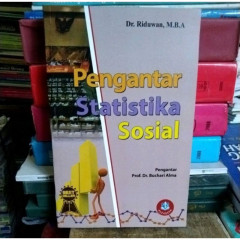 Dr. Riduwan, M.B.A
Pengantar
Statistika
Sosial
Pengantar
Prof. Dr. Buchari Alma